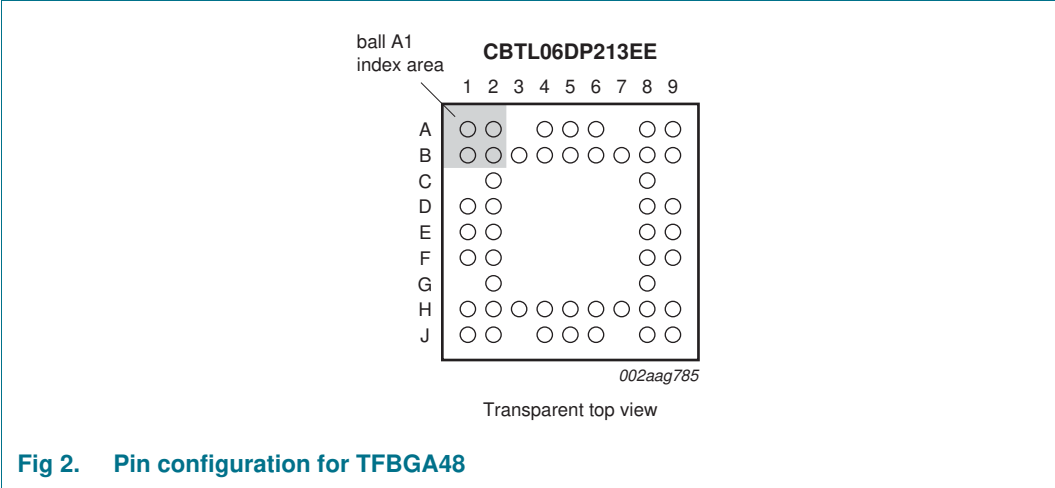 ball A1
index area
CBTL06DP213EE
1 2 3 4 5 6 7 8 9
A
B
C
D
E
F
G
H
J
002aag785
Transparent top view
Fig 2. Pin configuration for TFBGA48